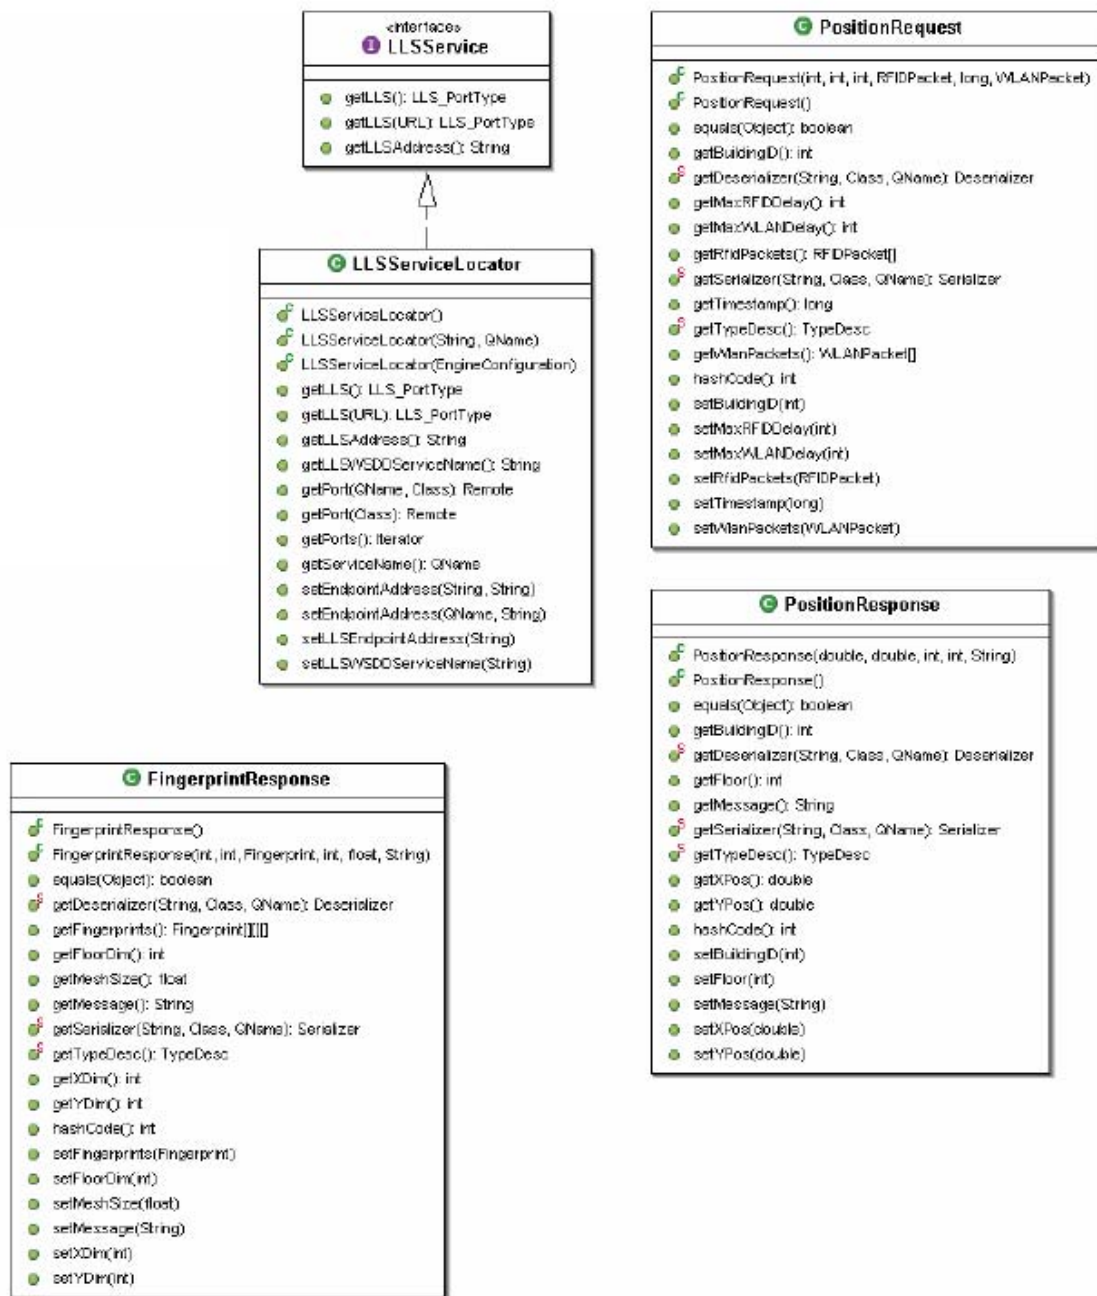 «interface»
LLSService
getLLS(): LLS_PortType
getLLS(URL): LLS_PortType
getLLSAddress(): String
LLSServiceLocator
LLSServiceLocator()
LLSServiceLocator(String, QName)
LLSServiceLocator(EngineConfiguration)
getLLS(): LLS_PortType
getLLS(URL): LLS_PortType
getLLSAddress(): String
getLLSWSDDServiceName(): String
getPort(QName, Class): Remote
getPort(Class): Remote
getPorts(): Iterator
getServiceName(): QName
setEndpointAddress(String, String)
setEndpointAddress(QName, String)
setLLSEndpointAddress(String)
setLLSWSDDServiceName(String)
PositionRequest
PositionRequest(int, int, int, RFIDPacket, long, WLANPacket)
PositionRequest()
equals(Object): boolean
getBuildingID(): int
getDeserializer(String, Class, QName): Deserializer
getMaxRFIDDelay(): int
getMaxWLANDelay(): int
getRfidPackets(): RFIDPacket[]
getSerializer(String, Class, QName): Serializer
getTimestamp(): long
getTypeDesc(): TypeDesc
getWlanPackets(): WLANPacket[]
hashCode(): int
setBuildingID(int)
setMaxRFIDDelay(int)
setMaxWLANDelay(int)
setRfidPackets(RFIDPacket)
setTimestamp(long)
setWlanPackets(WLANPacket)
PositionResponse
PositionResponse(double, double, int, int, String)
PositionResponse()
equals(Object): boolean
getBuildingID(): int
getDeserializer(String, Class, QName): Deserializer
getFloor(): int
getMessage(): String
getSerializer(String, Class, QName): Serializer
getTypeDesc(): TypeDesc
getXPos(): double
getYPos(): double
hashCode(): int
setBuildingID(int)
setFloor(int)
setMessage(String)
setXPos(double)
setYPos(double)
FingerprintResponse
FingerprintResponse()
FingerprintResponse(int, int, Fingerprint, int, float, String)
equals(Object): boolean
getDeserializer(String, Class, QName): Deserializer
getFingerprints(): Fingerprint[][][]
getFloorDim(): int
getMeshSize(): float
getMessage(): String
getSerializer(String, Class, QName): Serializer
getTypeDesc(): TypeDesc
getXDim(): int
getYDim(): int
hashCode(): int
setFingerprints(Fingerprint)
setFloorDim(int)
setMeshSize(float)
setMessage(String)
setXDim(int)
setYDim(int)